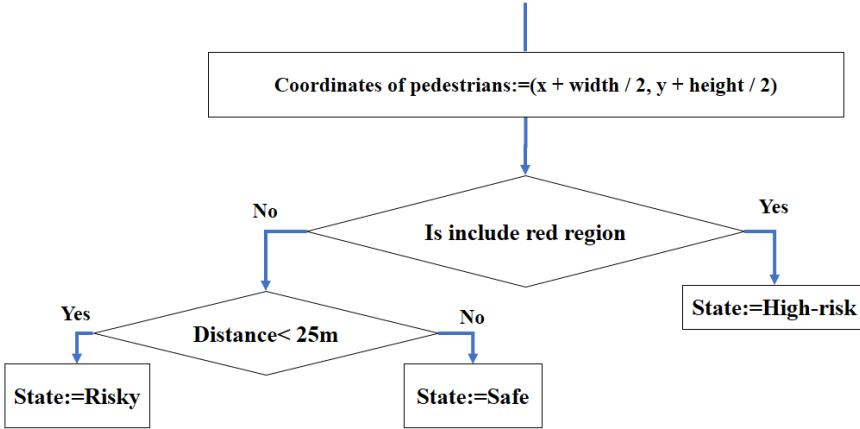 Coordinates of pedestrians:=(x + width / 2, y + height / 2)
No
Yes
Is include red region
State:=High-risk
Yes
No
Distance< 25m
State:=Risky
State:=Safe